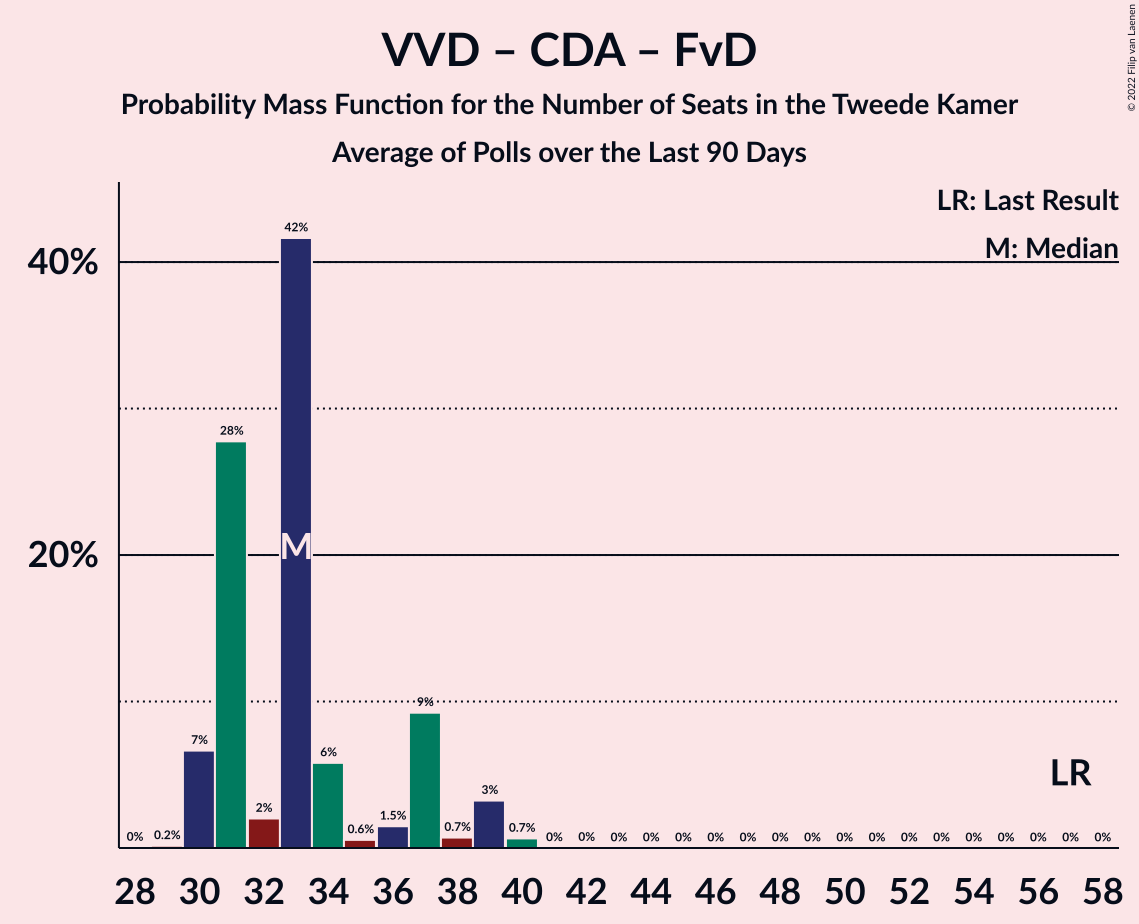 VVD – CDA – FvD
Probability Mass Function for the Number of Seats in the Tweede Kamer
Average of Polls over the Last 90 Days
© 2022 Filip van Laenen
LR: Last Result
M: Median
40%
20%
0% 0.2% 7% 28% 2% 42% 6% 0.6% 1.5% 9% 0.7% 3% 0.7% 0% 0% 0% 0% 0% 0% 0% 0% 0% 0% 0% 0% 0% 0% 0% 0% 0% 0%
M
LR
28 30 32 34 36 38 40 42 44 46 48 50 52 54 56 58